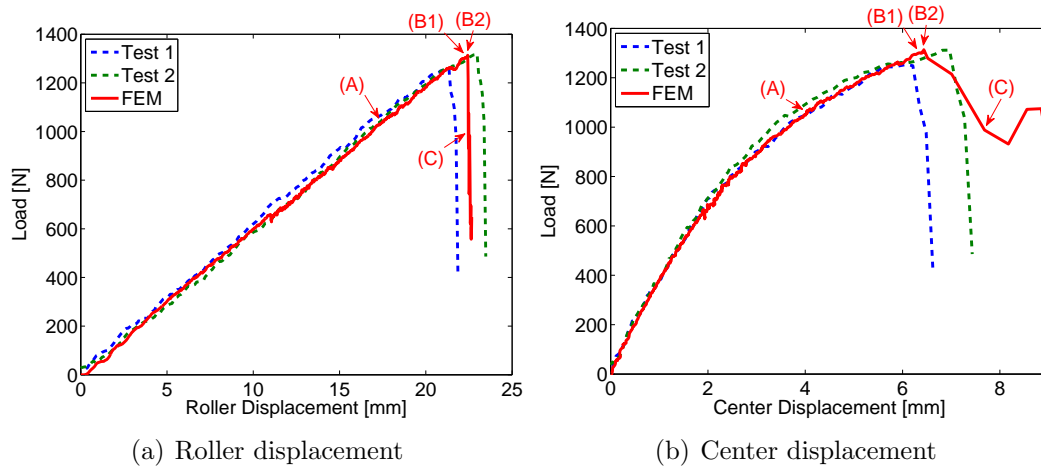 (B1) (B2)
1400
1200
1000
800
600
400
200
0
Load [N]
Test 1
Test 2
FEM
(A)
(C)
0 5 10 15 20 25
Roller Displacement [mm]
(a) Roller displacement
(B1) (B2)
1400
1200
1000
800
600
400
200
0
Load [N]
Test 1
Test 2
FEM
(A)
(C)
0 2 4 6 8
Center Displacement [mm]
(b) Center displacement